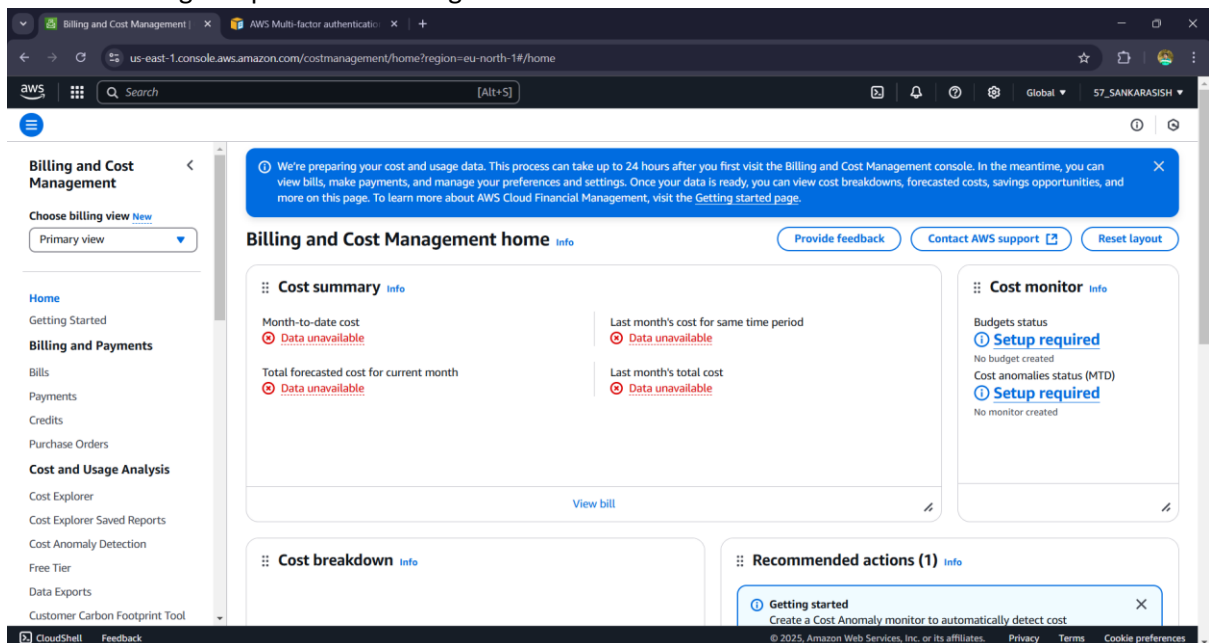 Billing and Cost Management |
AWS Multi-factor authenticatio
us-east-1.console.aws.amazon.com/costmanagement/home?region=eu-north-1#/home
aws
Search
[Alt+S]
Global
57_SANKARASISH
Billing and Cost
Management
Choose billing view New
Primary view
Home
Getting Started
Billing and Payments
Bills
Payments
Credits
Purchase Orders
Cost and Usage Analysis
Cost Explorer
Cost Explorer Saved Reports
Cost Anomaly Detection
Free Tier
Data Exports
Customer Carbon Footprint Tool
We're preparing your cost and usage data. This process can take up to 24 hours after you first visit the Billing and Cost Management console. In the meantime, you can
view bills, make payments, and manage your preferences and settings. Once your data is ready, you can view cost breakdowns, forecasted costs, savings opportunities, and
more on this page. To learn more about AWS Cloud Financial Management, visit the Getting started page.
Billing and Cost Management home Info
Provide feedback
Contact AWS support
Reset layout
Cost summary Info
Month-to-date cost
Data unavailable
Last month's cost for same time period
Data unavailable
Total forecasted cost for current month
Data unavailable
Last month's total cost
Data unavailable
View bill
Cost monitor Info
Budgets status
Setup required
No budget created
Cost anomalies status (MTD)
Setup required
No monitor created
Cost breakdown Info
Recommended actions (1) Info
Getting started
Create a Cost Anomaly monitor to automatically detect cost
CloudShell
Feedback
© 2025, Amazon Web Services, Inc. or its affiliates.
Privacy
Terms
Cookie preferences